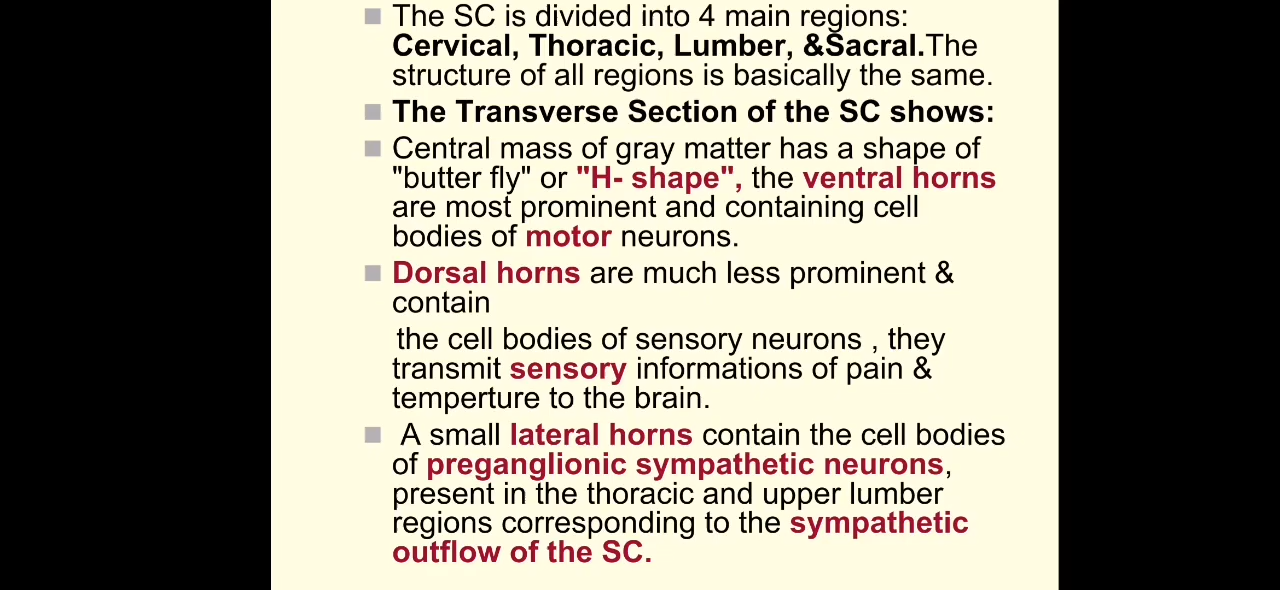 The SC is divided into 4 main regions:
Cervical, Thoracic, Lumber, &Sacral.The
structure of all regions is basically the same.
The Transverse Section of the SC shows:
Central mass of gray matter has a shape of
"butter fly" or "H- shape", the ventral horns
are most prominent and containing cell
bodies of motor neurons.
Dorsal horns are much less prominent &
contain
the cell bodies of sensory neurons , they
transmit sensory informations of pain &
temperture to the brain.
A small lateral horns contain the cell bodies
of preganglionic sympathetic neurons,
present in the thoracic and upper lumber
regions corresponding to the sympathetic
outflow of the SC.